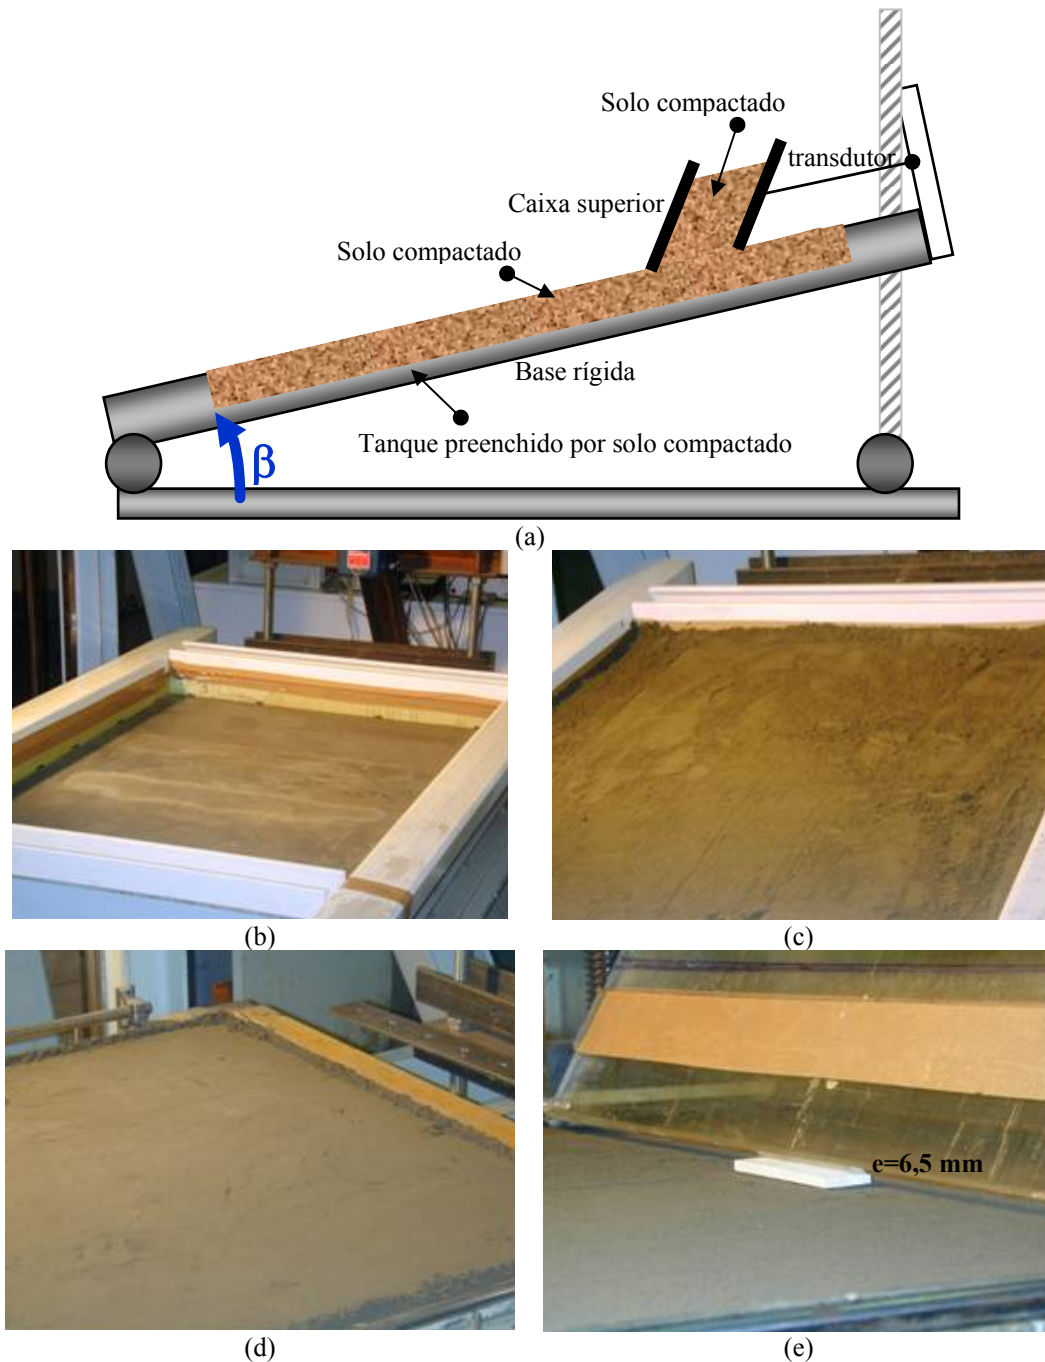 Solo compactado
transdutor
Caixa superior
Solo compactado
Base rígida
Tanque preenchido por solo compactado
β
(a)
(b)
(c)
e=6,5 mm
(d)
(e)